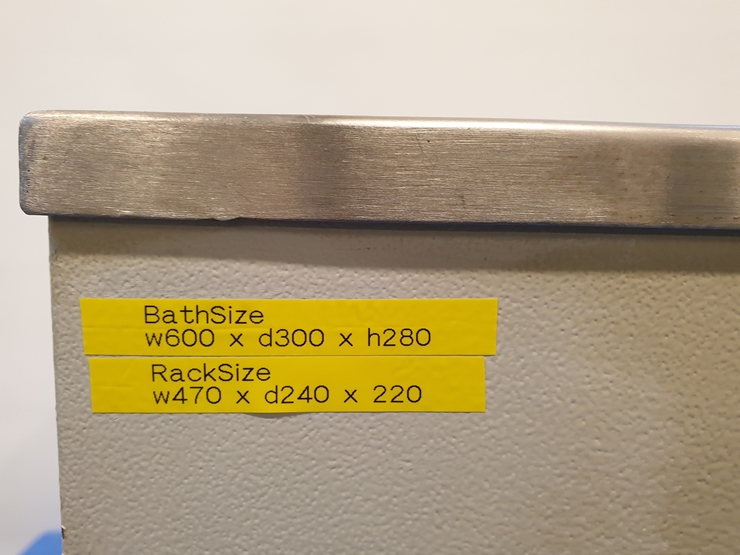 BathSize
w600 x d300 x h280
RackSize
w470 x d240 x 220